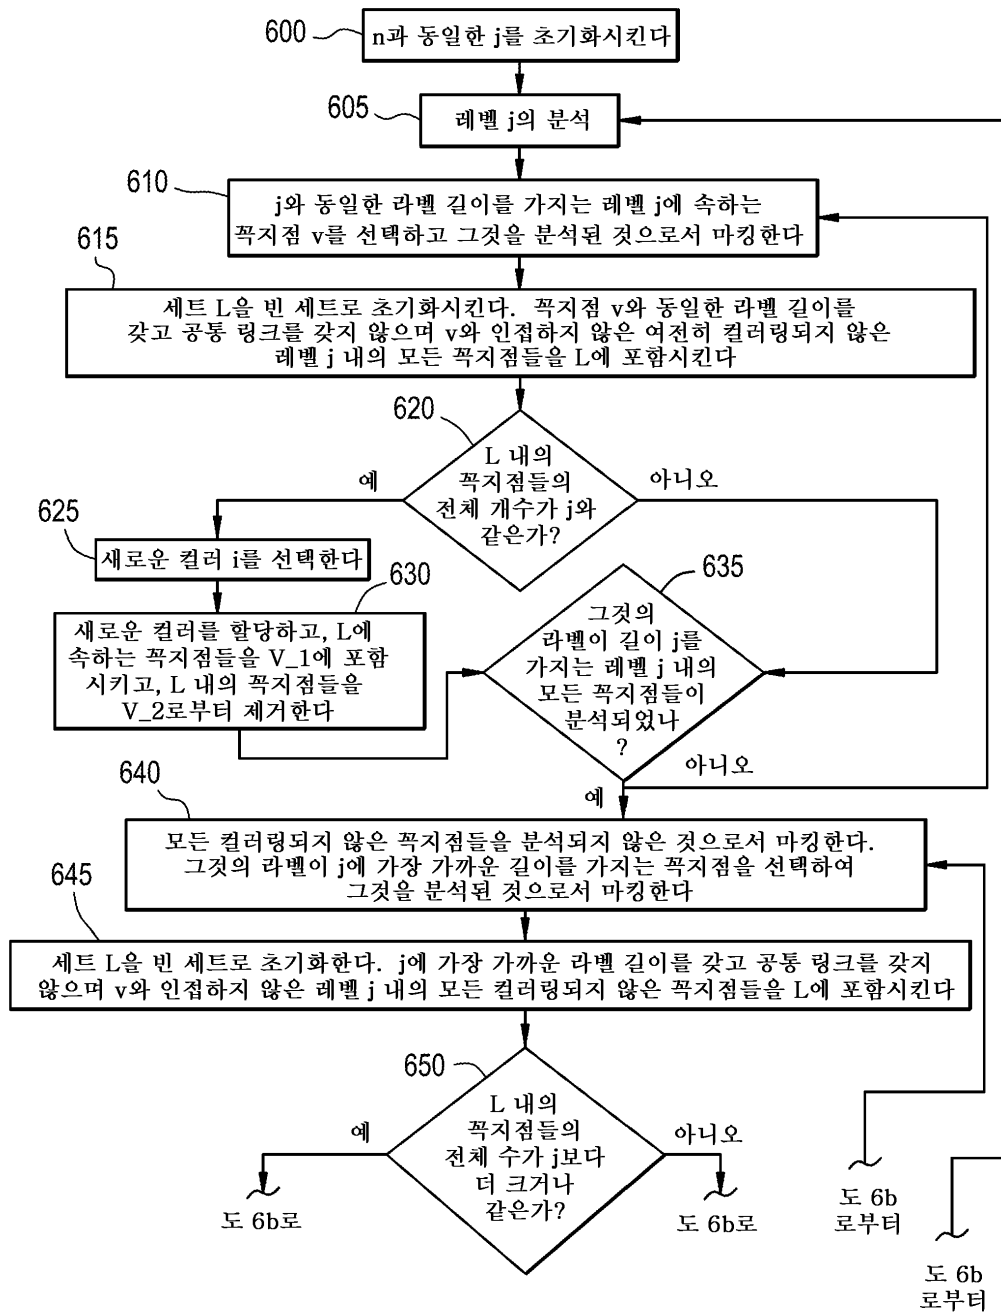 600
n과 동일한 j를 초기화시킨다
605
레벨 j의 분석
610
j와 동일한 라벨 길이를 가지는 레벨 j에 속하는
꼭지점 v를 선택하고 그것을 분석된 것으로서 마킹한다
615
세트 L을 빈 세트로 초기화시킨다. 꼭지점 v와 동일한 라벨 길이를
갖고 공통 링크를 갖지 않으며 v와 인접하지 않은 여전히 컬러링되지 않은
레벨 j 내의 모든 꼭지점들을 L에 포함시킨다
620
L 내의
꼭지점들의
전체 개수가 j와
같은가?
예
아니오
625
새로운 컬러 i를 선택한다
630
새로운 컬러를 할당하고, L에
속하는 꼭지점들을 V_1에 포함
시키고, L 내의 꼭지점들을
V_2로부터 제거한다
635
그것의
라벨이 길이 j를
가지는 레벨 j 내의
모든 꼭지점들이
분석되었나
?
아니오
예
640
모든 컬러링되지 않은 꼭지점들을 분석되지 않은 것으로서 마킹한다.
그것의 라벨이 j에 가장 가까운 길이를 가지는 꼭지점을 선택하여
그것을 분석된 것으로서 마킹한다
645
세트 L을 빈 세트로 초기화한다. j에 가장 가까운 라벨 길이를 갖고 공통 링크를 갖지
않으며 v와 인접하지 않은 레벨 j 내의 모든 컬러링되지 않은 꼭지점들을 L에 포함시킨다
650
L 내의
꼭지점들의
전체 수가 j보다
더 크거나
같은가?
예
아니오
도 6b로
도 6b로
도 6b
로부터
도 6b
로부터